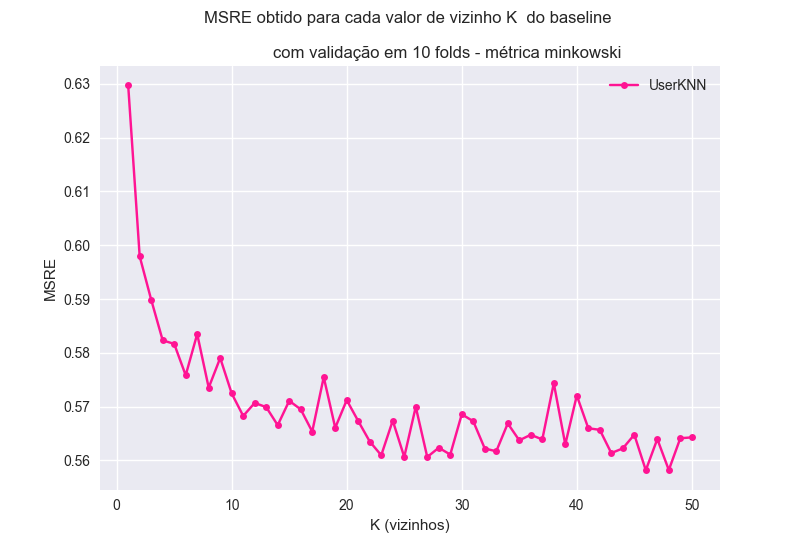 MSRE obtido para cada valor de vizinho K  do baseline
com validação em 10 folds - métrica minkowski
UserKNN
0.63
0.62
0.61
0.60
0.59
0.58
0.57
0.56
MSRE
0
10
20
30
40
50
K (vizinhos)